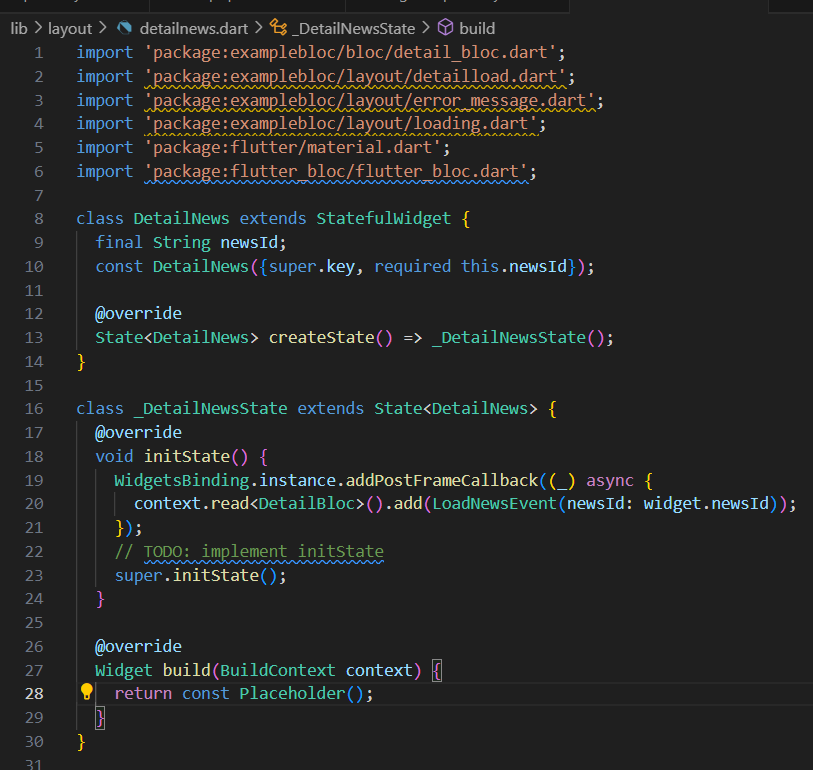 lib > layout > detailnews.dart > _DetailNewsState > build
1 import 'package:examplebloc/bloc/detail_bloc.dart';
2 import 'package:examplebloc/layout/detailload.dart';
3 import 'package:examplebloc/layout/error_message.dart';
4 import 'package:examplebloc/layout/loading.dart';
5 import 'package:flutter/material.dart';
6 import 'package:flutter_bloc/flutter_bloc.dart';
7
8 class DetailNews extends StatefulWidget {
9 final String newsId;
10 const DetailNews({super.key, required this.newsId});
11
12 @override
13 State<DetailNews> createState() => _DetailNewsState();
14 }
15
16 class _DetailNewsState extends State<DetailNews> {
17 @override
18 void initState() {
19 WidgetsBinding.instance.addPostFrameCallback((_) async {
20 context.read<DetailBloc>().add(LoadNewsEvent(newsId: widget.newsId));
21 });
22 // TODO: implement initState
23 super.initState();
24 }
25
26 @override
27 Widget build(BuildContext context) {
28 return const Placeholder();
29 }
30 }
31